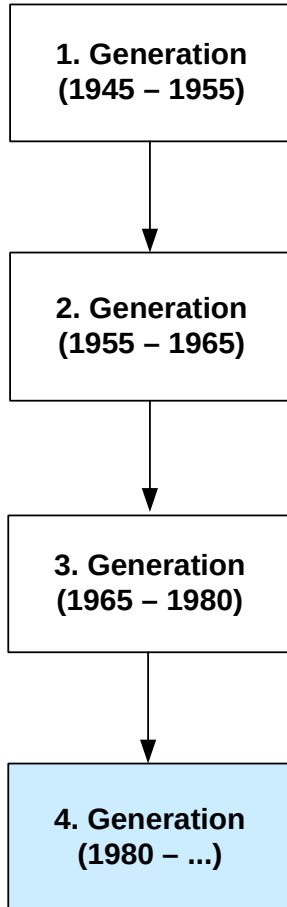 1. Generation
(1945 – 1955)
2. Generation
(1955 – 1965)
3. Generation
(1965 – 1980)
4. Generation
(1980 – ...)